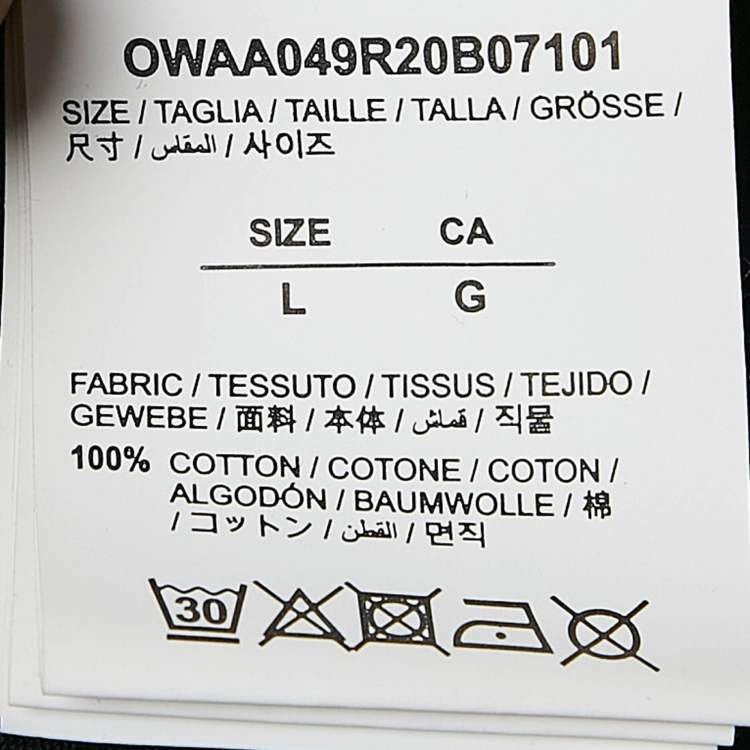 OWAA049R20B07101
SIZE / TAGLIA / TAILLE / TALLA / GRÖSSE /
尺寸 / المقاس / 사이즈
SIZE CA
L G
FABRIC / TESSUTO / TISSUS / TEJIDO /
GEWEBE / 面料 / 本体 / قماش / 직물
100% COTTON / COTONE / COTON /
ALGODÓN / BAUMWOLLE / 棉
/ コットン / القطن / 면직
30